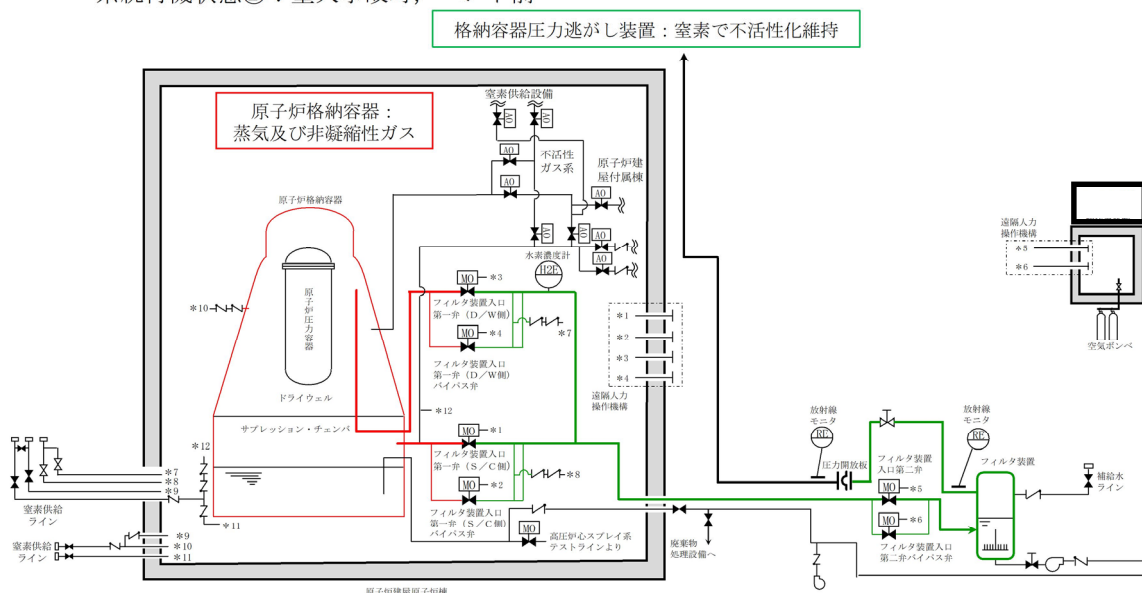 格納容器圧力逃がし装置：窒素で不活性化維持
原子炉格納容器：
蒸気及び非凝縮性ガス
窒素供給設備
AO
AO
AO
不活性
ガス系
AO
原子炉建
屋付属棟
AO
AO
AO
AO
AO
水素濃度計
H2E
原子炉格納容器
原子炉圧力容器
ドライウェル
サプレッション・チェンバ
＊10
MO
＊3
フィルタ装置入口
第一弁（D／W側）
MO
＊4
＊7
フィルタ装置入口
第一弁（D／W側）
バイパス弁
＊12
MO
＊1
フィルタ装置入口
第一弁（S／C側）
MO
＊2
＊8
フィルタ装置入口
第一弁（S／C側）
バイパス弁
MO
高圧炉心スプレイ系
テストラインより
＊1
＊2
＊3
＊4
遠隔人力
操作機構
遠隔人力
操作機構
＊5
＊6
空気ボンベ
放射線
モニタ
RE
圧力開放板
放射線
モニタ
RE
フィルタ装置
フィルタ装置
入口第二弁
MO
＊5
MO
＊6
フィルタ装置入口
第二弁バイパス弁
補給水
ライン
廃棄物
処理設備へ
＊12
＊7
＊8
＊9
＊11
窒素供給
ライン
＊9
＊10
＊11
窒素供給
ライン